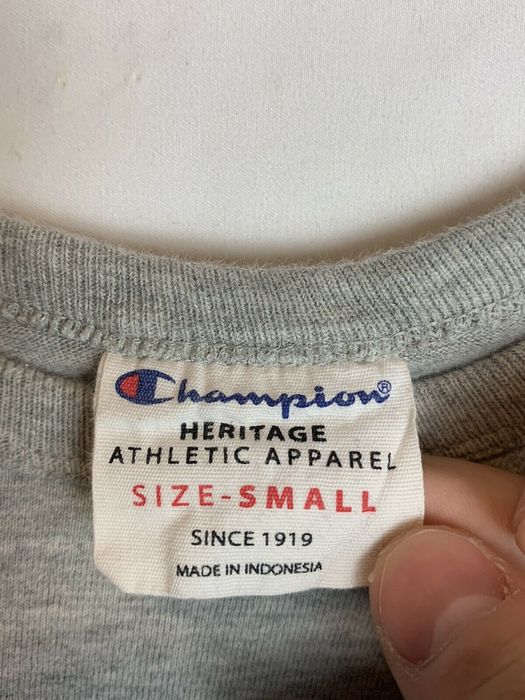 Champion®
HERITAGE
ATHLETIC APPAREL
SIZE-SMALL
SINCE 1919
MADE IN INDONESIA